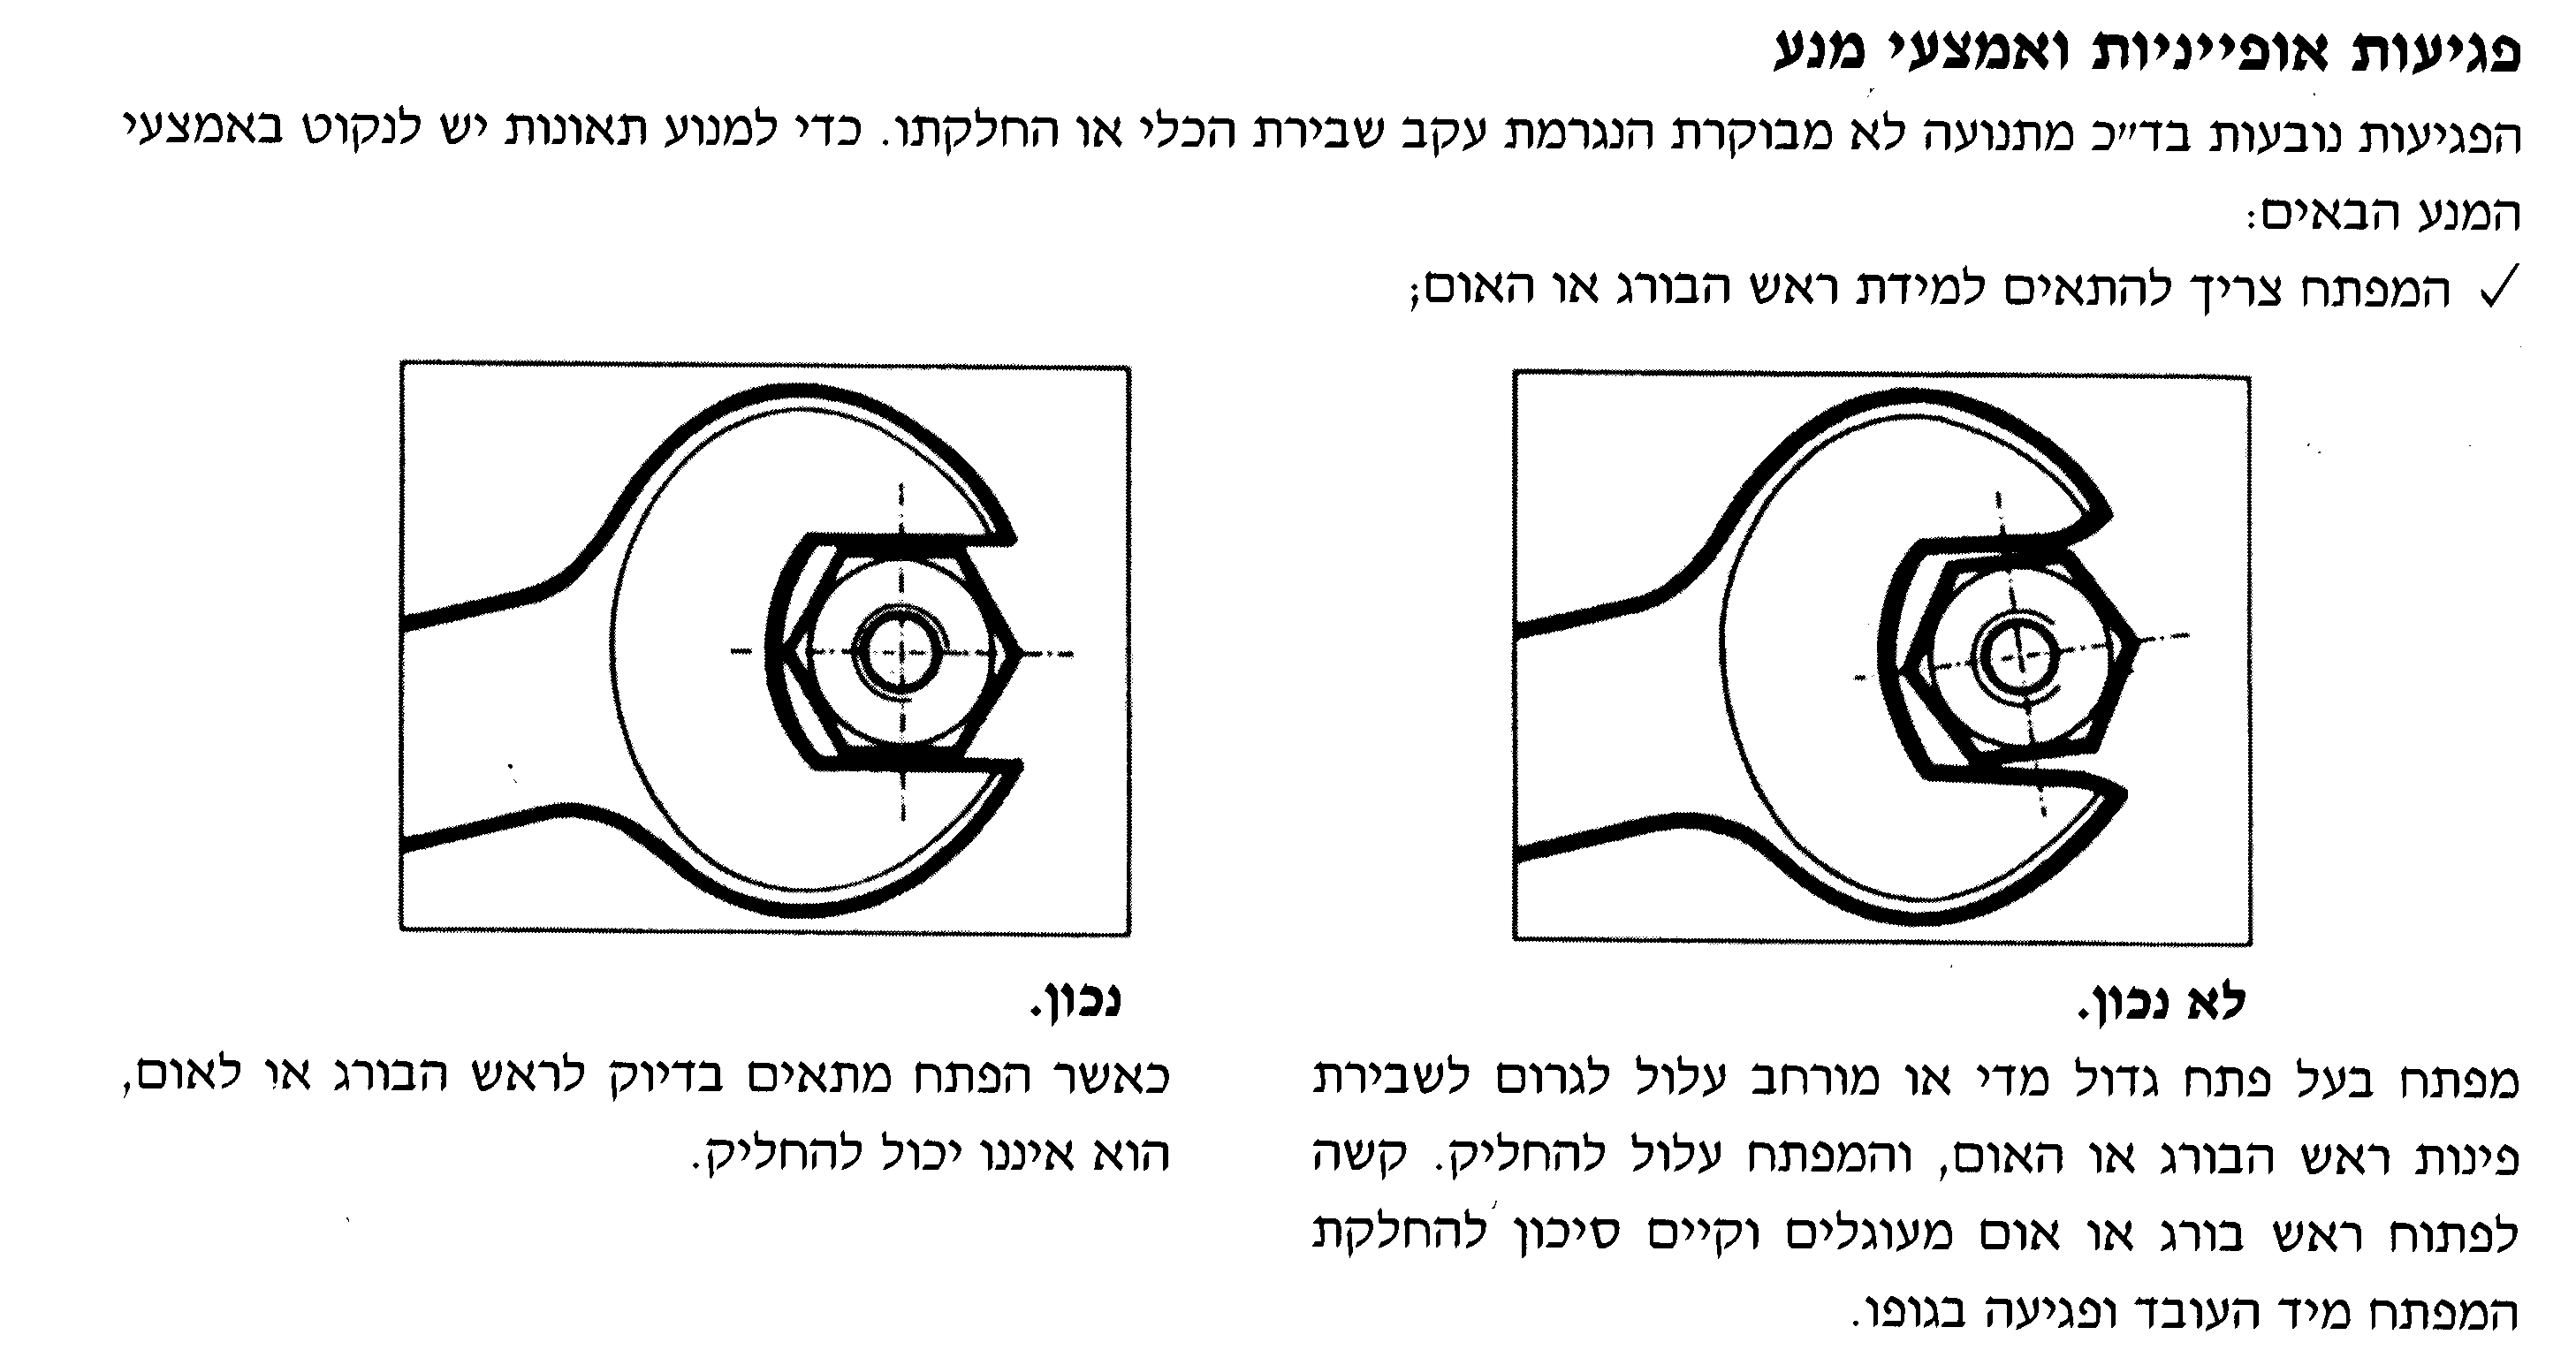 פגיעות אופייניות ואמצעי מנע
הפגיעות נובעות בד״כ מתנועה לא מבוקרת הנגרמת עקב שבירת הכלי או החלקתו. כדי למנוע תאונות יש לנקוט באמצעי
המנע הבאים:
✓ המפתח צריך להתאים למידת ראש הבורג או האום;
לא נכון.
מפתח בעל פתח גדול מדי או מורחב עלול לגרום לשבירת
פינות ראש הבורג או האום, והמפתח עלול להחליק. קשה
לפתוח ראש בורג או אום מעוגלים וקיים סיכון להחלקת
המפתח מיד העובד ופגיעה בגופו.
נכון.
כאשר הפתח מתאים בדיוק לראש הבורג או לאום,
הוא איננו יכול להחליק.